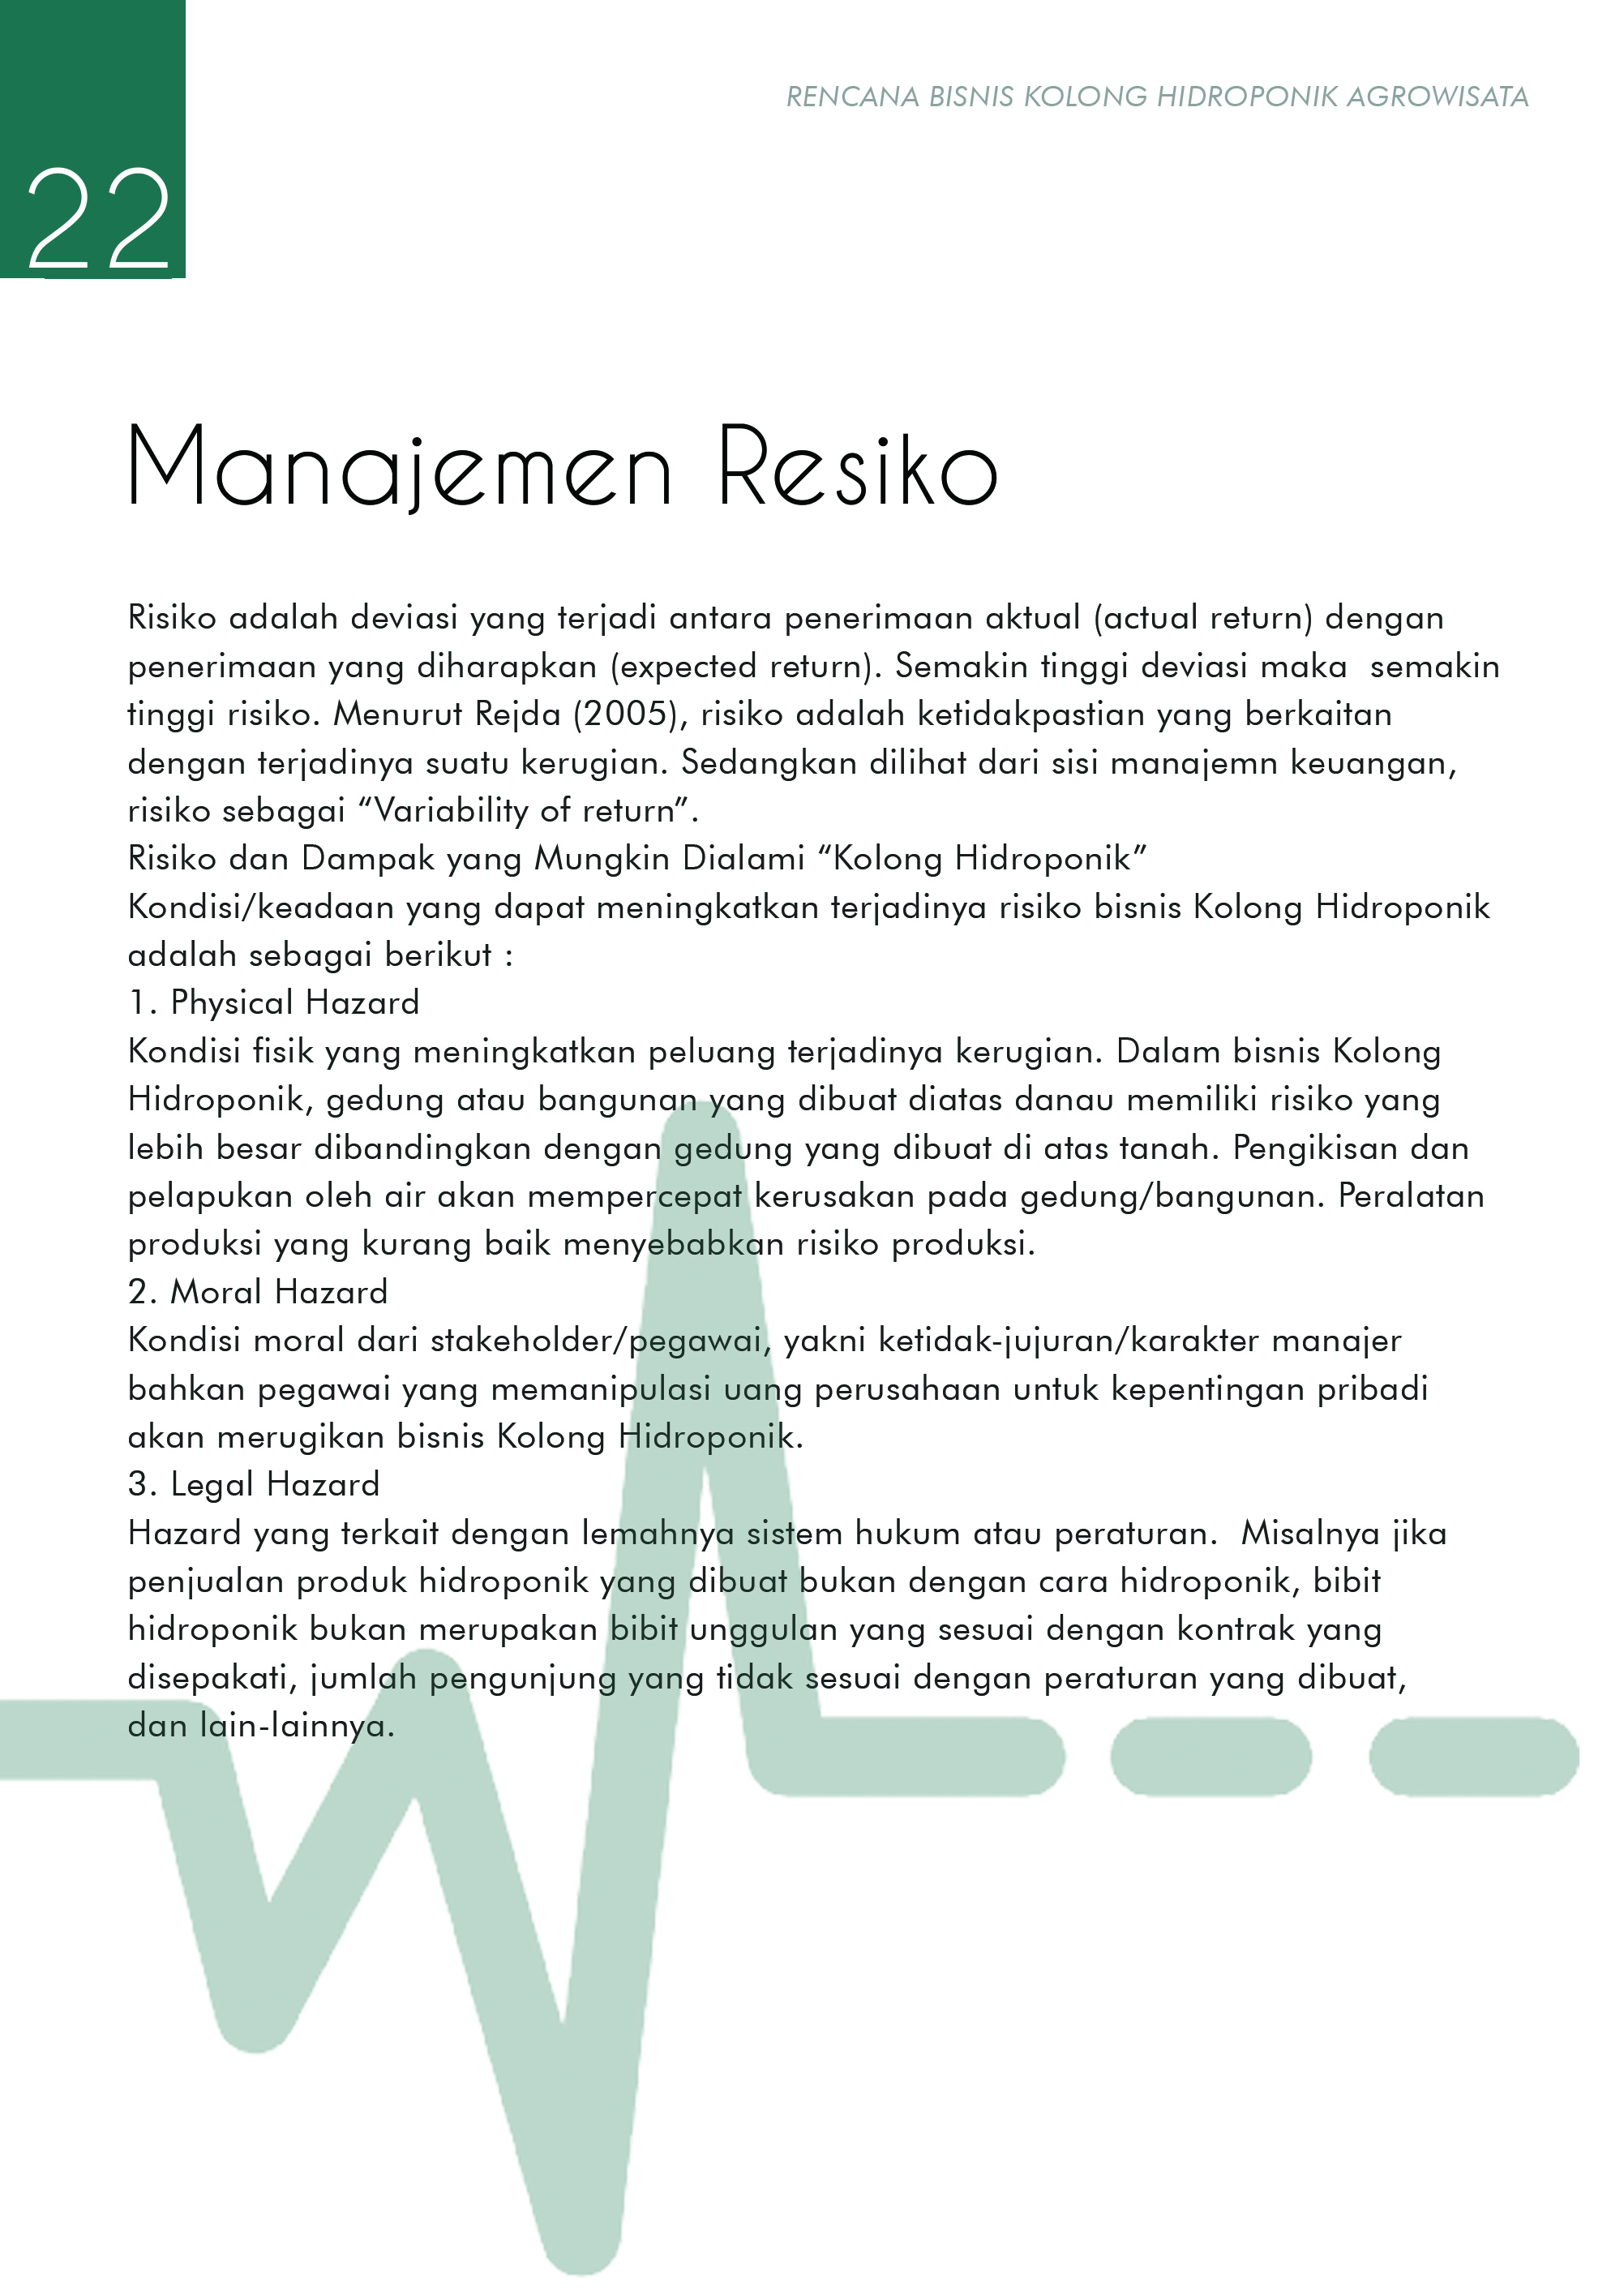 RENCANA BISNIS KOLONG HIDROPONIK AGROWISATA
22
Manajemen Resiko
Risiko adalah deviasi yang terjadi antara penerimaan aktual (actual return) dengan
penerimaan yang diharapkan (expected return). Semakin tinggi deviasi maka  semakin
tinggi risiko. Menurut Rejda (2005), risiko adalah ketidakpastian yang berkaitan
dengan terjadinya suatu kerugian. Sedangkan dilihat dari sisi manajemn keuangan,
risiko sebagai “Variability of return”.
Risiko dan Dampak yang Mungkin Dialami “Kolong Hidroponik”
Kondisi/keadaan yang dapat meningkatkan terjadinya risiko bisnis Kolong Hidroponik
adalah sebagai berikut :
1. Physical Hazard
Kondisi fisik yang meningkatkan peluang terjadinya kerugian. Dalam bisnis Kolong
Hidroponik, gedung atau bangunan yang dibuat diatas danau memiliki risiko yang
lebih besar dibandingkan dengan gedung yang dibuat di atas tanah. Pengikisan dan
pelapukan oleh air akan mempercepat kerusakan pada gedung/bangunan. Peralatan
produksi yang kurang baik menyebabkan risiko produksi.
2. Moral Hazard
Kondisi moral dari stakeholder/pegawai, yakni ketidak-jujuran/karakter manajer
bahkan pegawai yang memanipulasi uang perusahaan untuk kepentingan pribadi
akan merugikan bisnis Kolong Hidroponik.
3. Legal Hazard
Hazard yang terkait dengan lemahnya sistem hukum atau peraturan.  Misalnya jika
penjualan produk hidroponik yang dibuat bukan dengan cara hidroponik, bibit
hidroponik bukan merupakan bibit unggulan yang sesuai dengan kontrak yang
disepakati, jumlah pengunjung yang tidak sesuai dengan peraturan yang dibuat,
dan lain-lainnya.